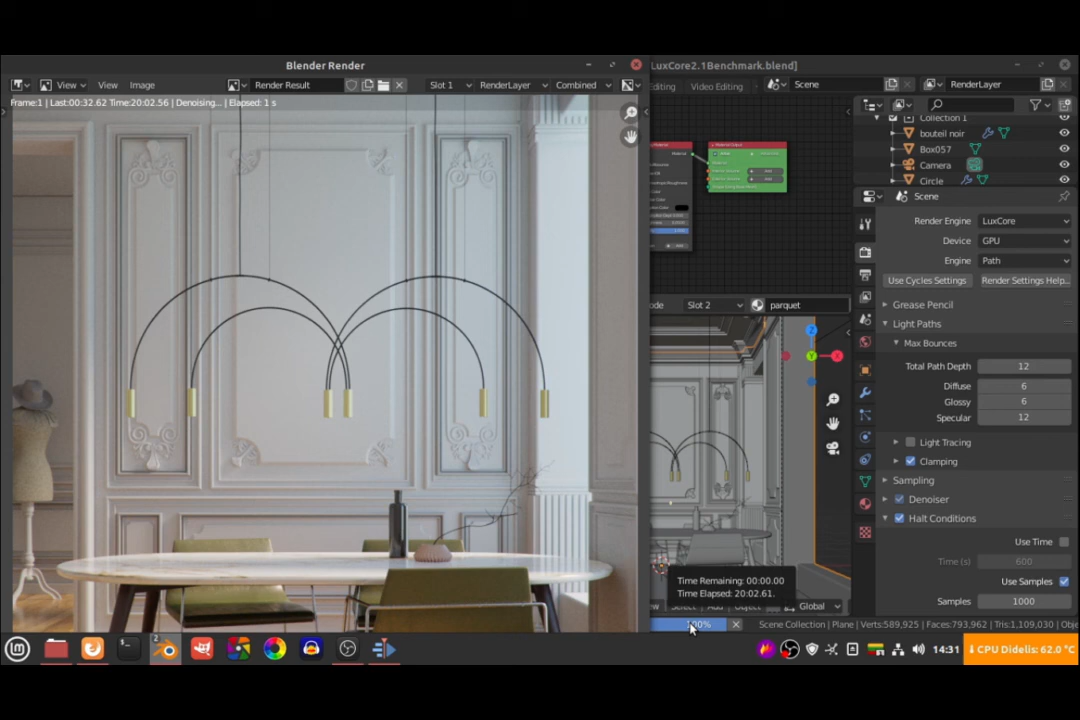 Blender Render
LuxCore2.1Benchmark.blend]
View
View
Image
Render Result
Slot 1
RenderLayer
Combined
Editing
Video Editing
Scene
RenderLayer
Frame:1 | Last:00:32.62 Time:20:02.56 | Denoising... | Elapsed: 1 s
Collection 1
bouteil noir
Box057
Camera
Circle
Scene
Render Engine
LuxCore
Device
GPU
Engine
Path
Use Cycles Settings
Render Settings Help...
Slot 2
parquet
Grease Pencil
Light Paths
Max Bounces
Total Path Depth
12
Diffuse
6
Glossy
6
Specular
12
Light Tracing
Clamping
Sampling
Denoiser
Halt Conditions
Use Time
Time (s)
600
Use Samples
Samples
1000
Time Remaining: 00:00.00
Time Elapsed: 20:02.61.
Select
Add
Object
Global
100%
Scene Collection | Plane | Verts:589,925 | Faces:793,962 | Tris:1,109,030 | Obje
14:31
CPU Didelis: 62.0 °C